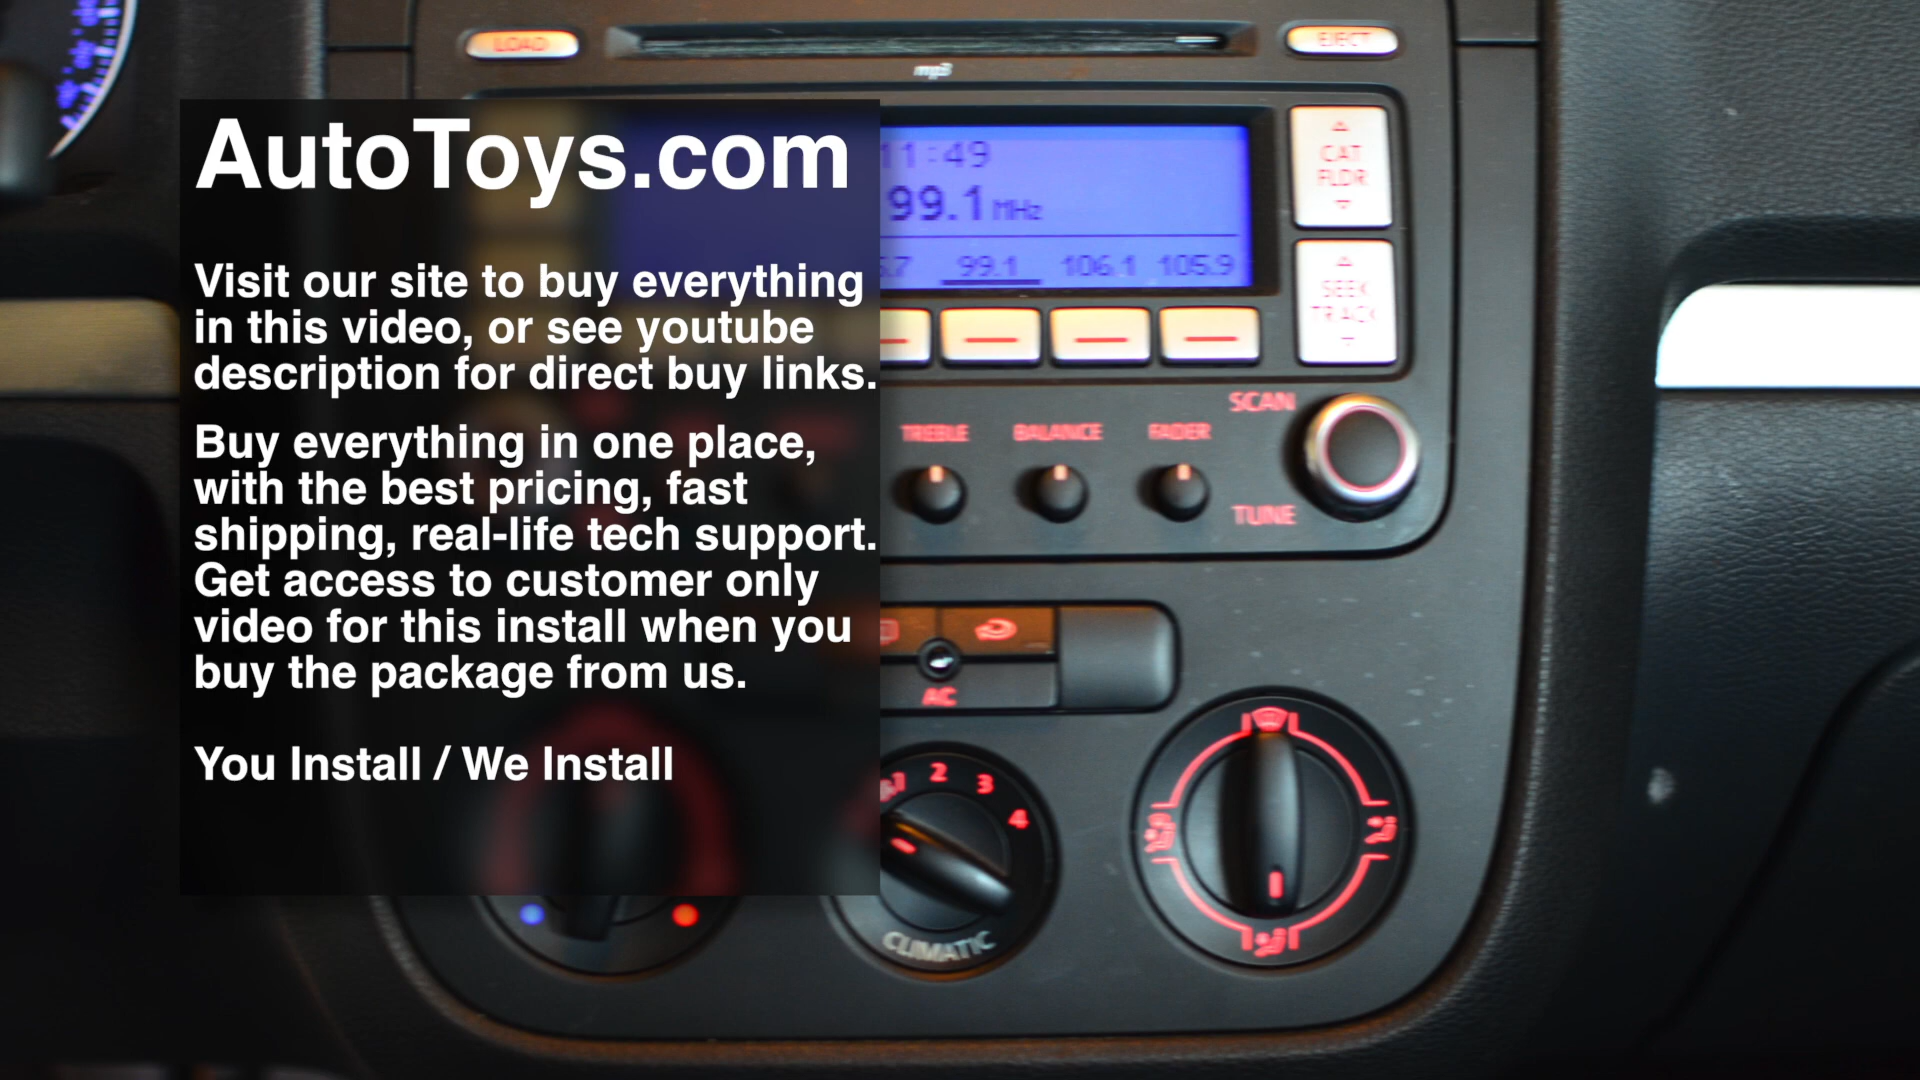 LOAD
EJECT
mp3
AutoToys.com
11:49
99.1 MHz
99.1 106.1 105.9
CAT
FLDR
SEEK
TRACK
Visit our site to buy everything
in this video, or see youtube
description for direct buy links.
Buy everything in one place,
with the best pricing, fast
shipping, real-life tech support.
Get access to customer only
video for this install when you
buy the package from us.
You Install / We Install
SCAN
TREBLE BALANCE FADER
TUNE
AC
1 2 3 4
CLIMATIC